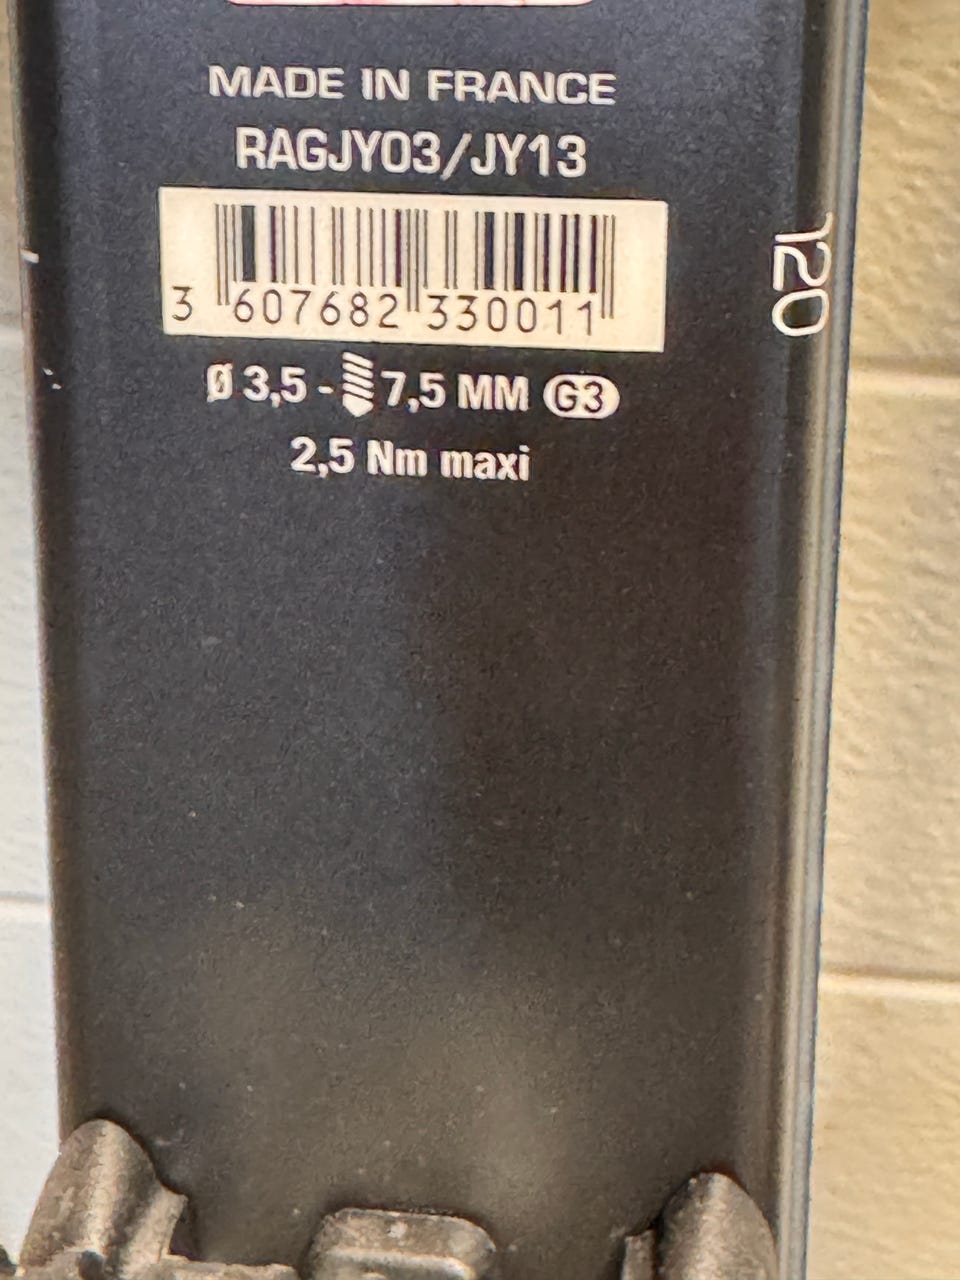 MADE IN FRANCE
RAGJY03/JY13
3 607682 330011
Ø 3,5 - 7,5 MM G3
2,5 Nm maxi
120